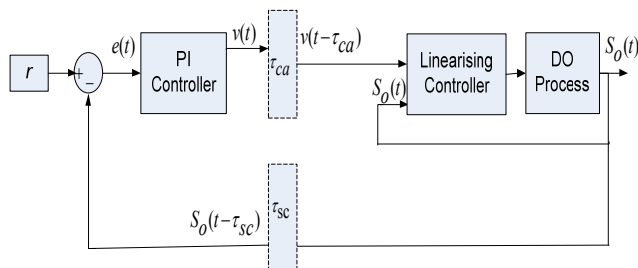 r
+
−
e(t)
PI
Controller
v(t)
τca
v(t-τca)
So(t)
Linearising
Controller
DO
Process
So(t)
So(t-τsc)
τsc